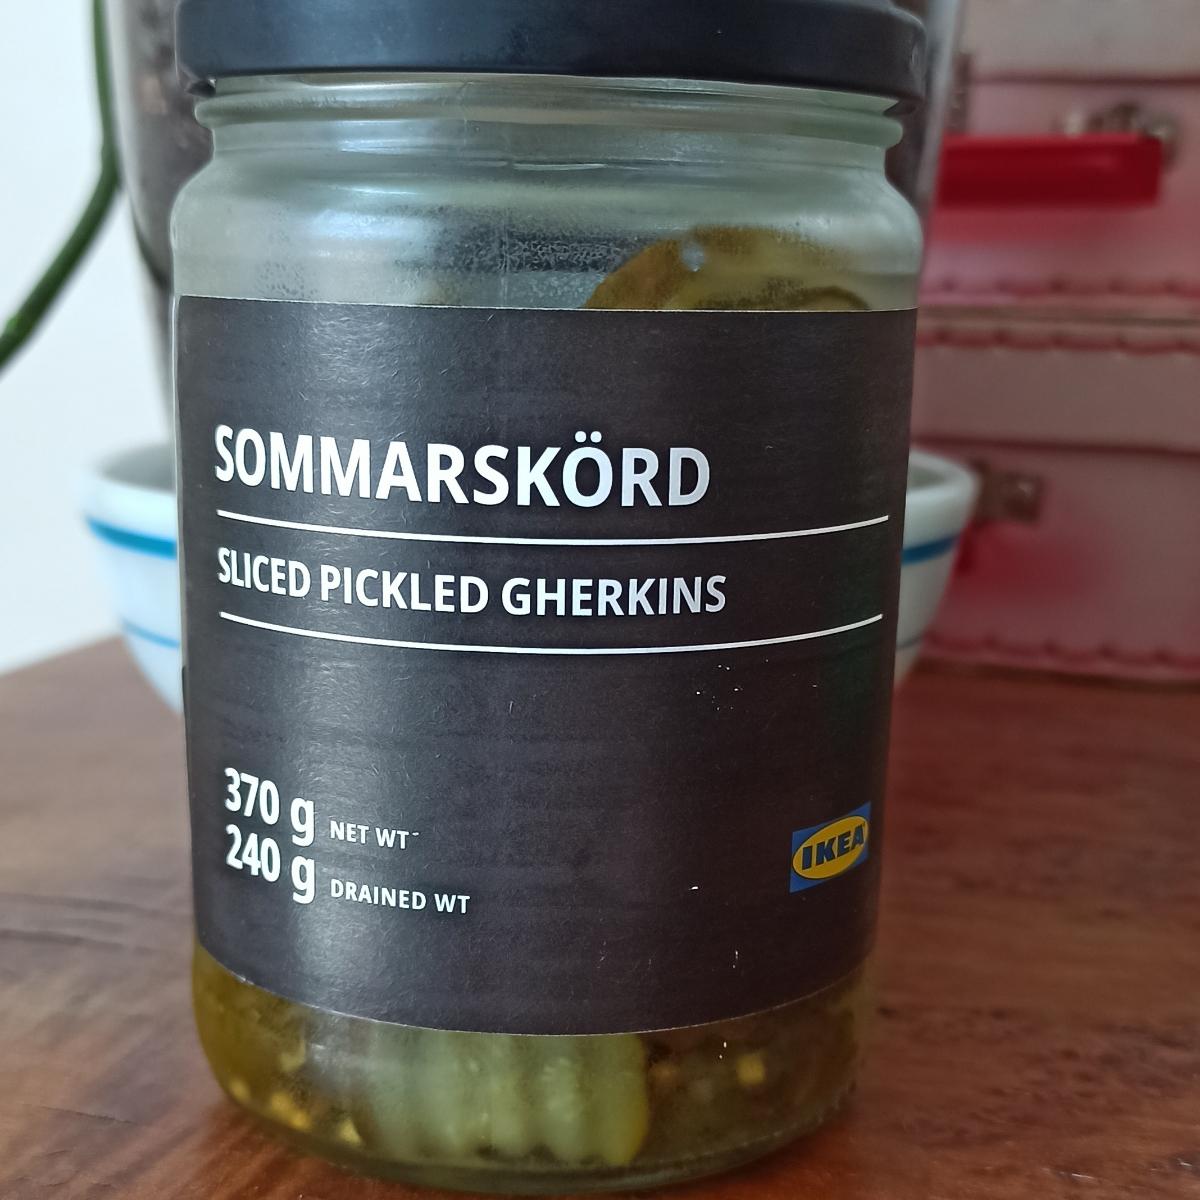 SOMMARSKÖRD
SLICED PICKLED GHERKINS
370 g NET WT
240 g DRAINED WT
IKEA